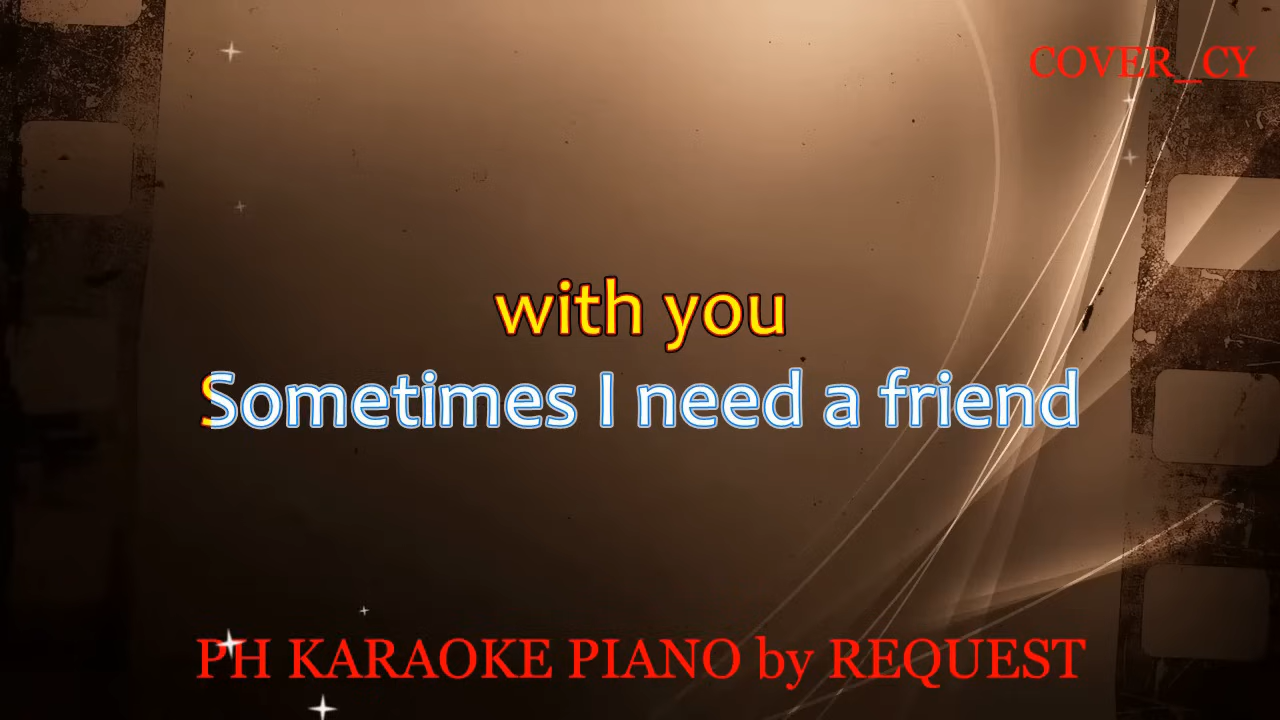 COVER_CY
with you
Sometimes I need a friend
PH KARAOKE PIANO by REQUEST